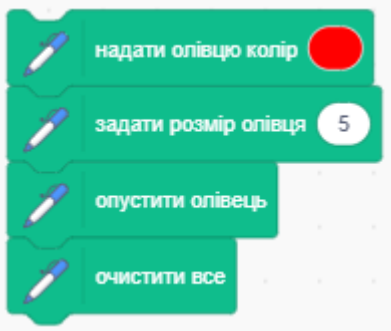 надати олівцю колір
задати розмір олівця 5
опустити олівець
очистити все